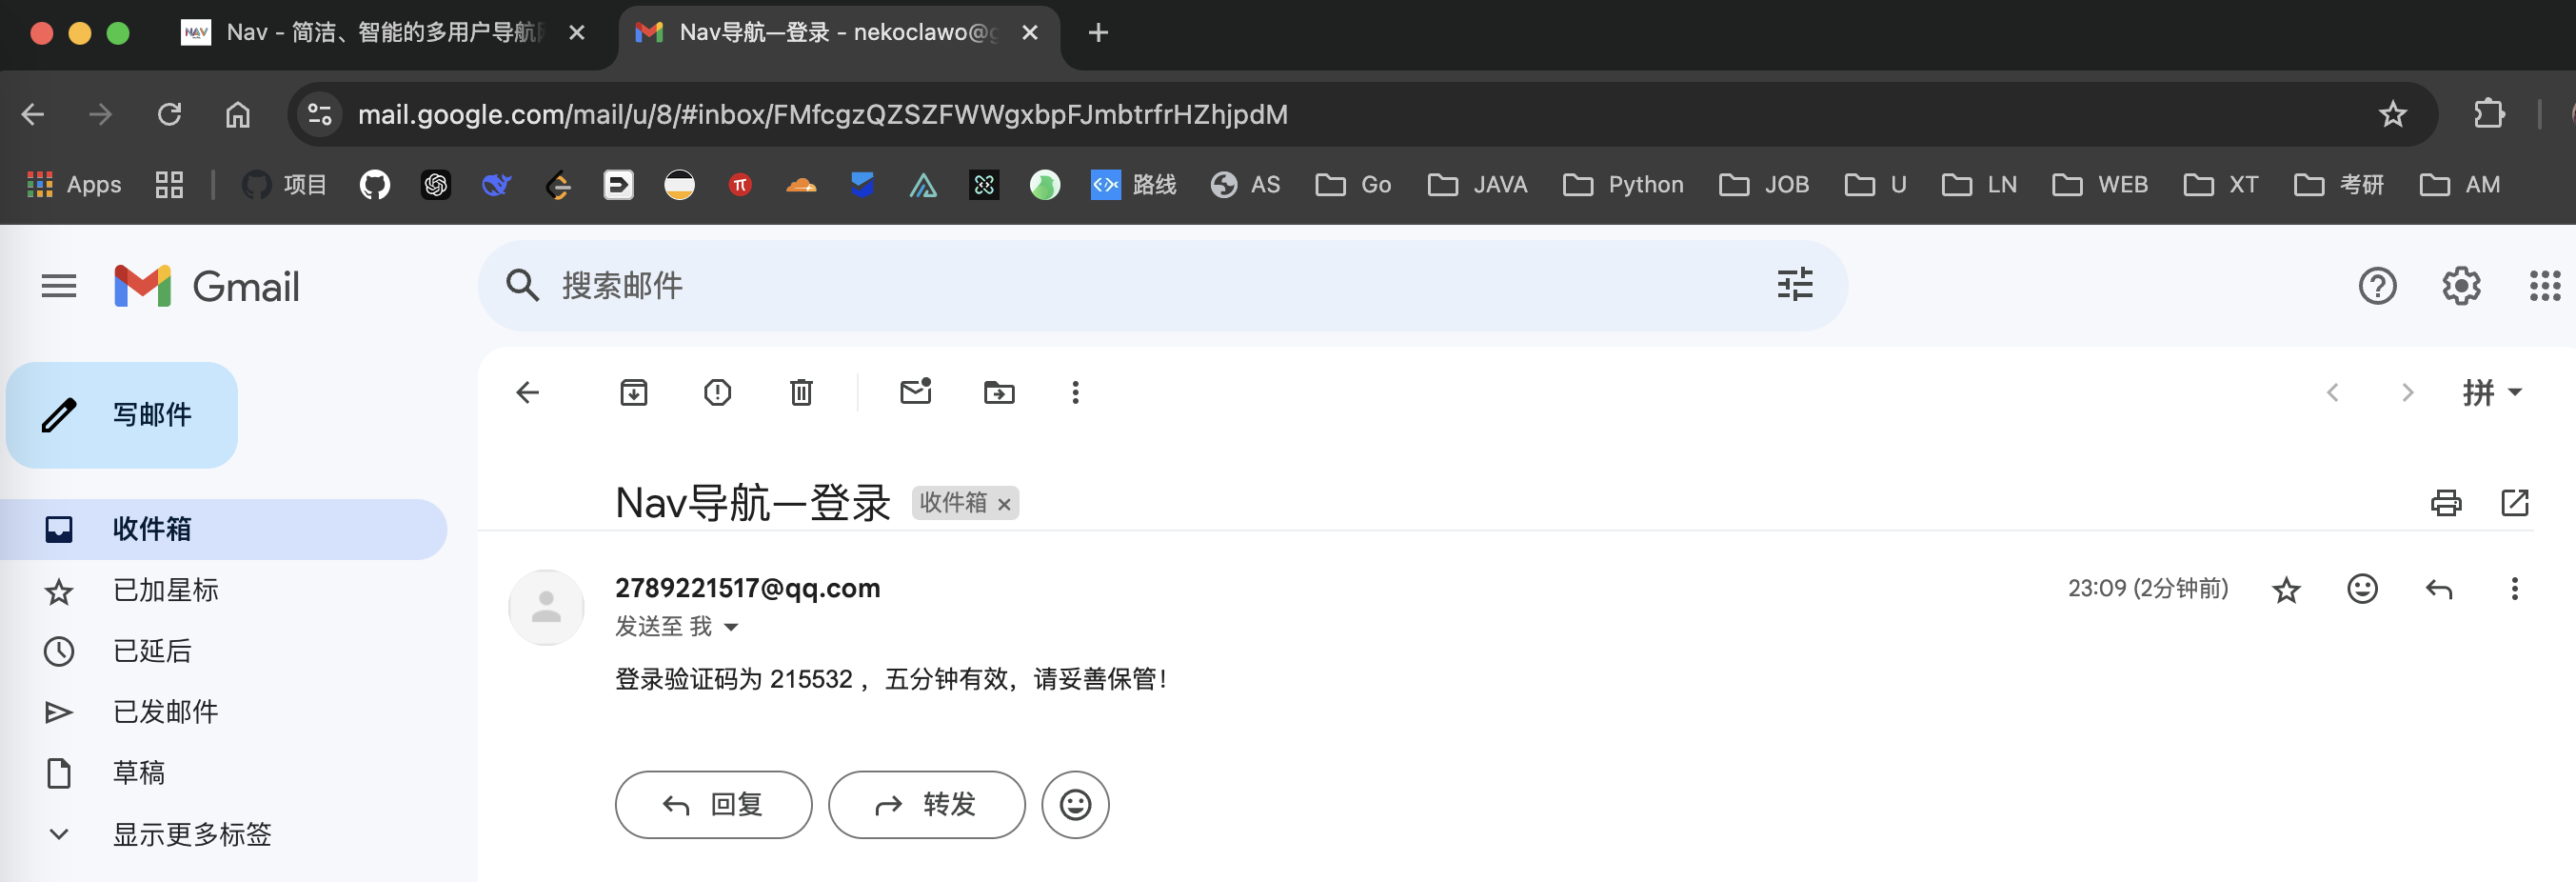 Nav - 简洁、智能的多用户导航
Nav导航—登录 - nekoclawo@g
mail.google.com/mail/u/8/#inbox/FMfcgzQZSZFWWgxbpFJmbtrfrHZhjpdM
Apps 项目 路线 AS Go JAVA Python JOB U LN WEB XT 考研 AM
Gmail
搜索邮件
写邮件
拼
Nav导航—登录 收件箱 ×
收件箱
2789221517@qq.com
23:09 (2分钟前)
已加星标
发送至 我
已延后
登录验证码为 215532 ，五分钟有效，请妥善保管！
已发邮件
草稿
回复 转发
显示更多标签